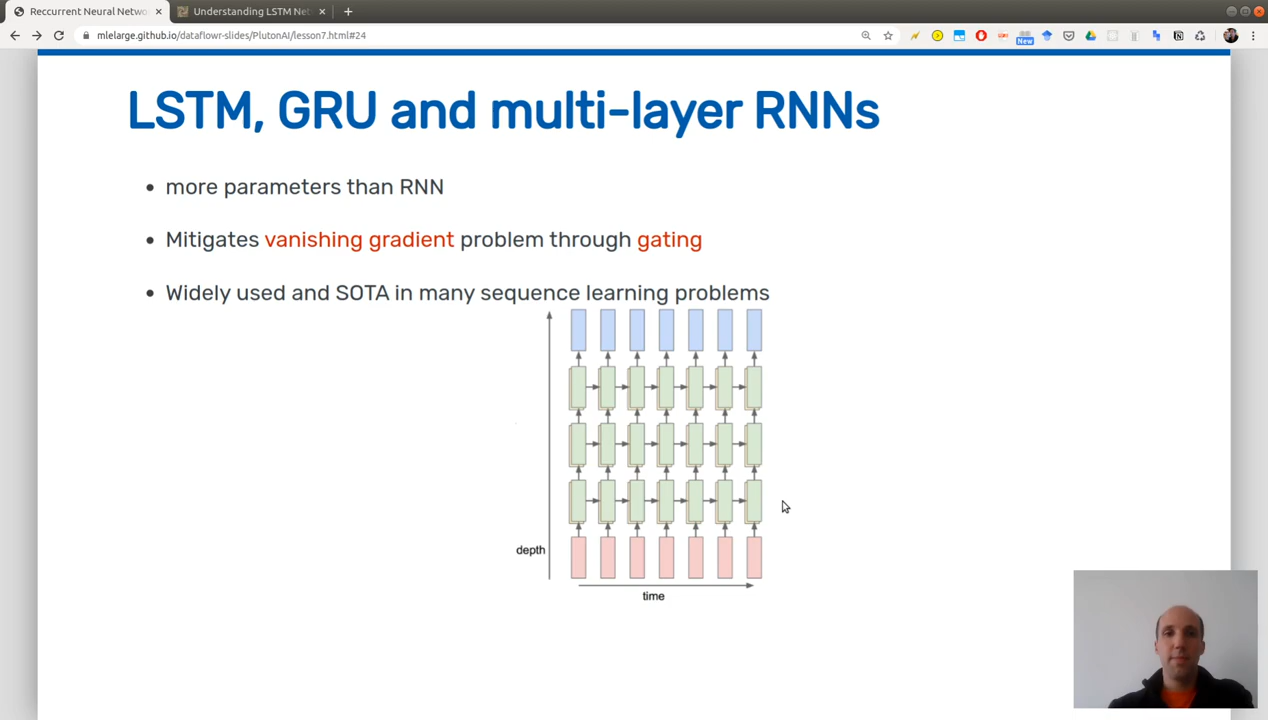 Reccurrent Neural Netwo
Understanding LSTM Net
mlelarge.github.io/dataflowr-slides/PlutonAI/lesson7.html#24
New
LSTM, GRU and multi-layer RNNs
more parameters than RNN
Mitigates vanishing gradient problem through gating
Widely used and SOTA in many sequence learning problems
depth
time